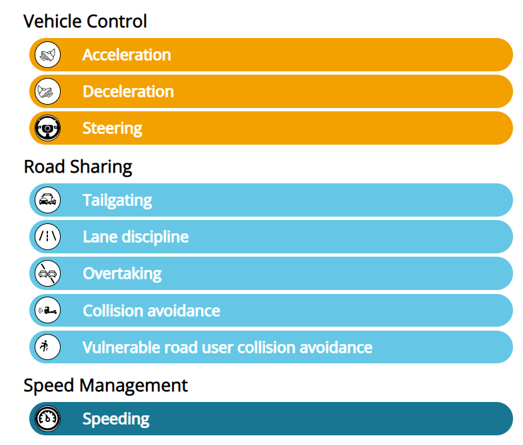 Vehicle Control
Acceleration
Deceleration
Steering
Road Sharing
Tailgating
Lane discipline
Overtaking
Collision avoidance
Vulnerable road user collision avoidance
Speed Management
Speeding